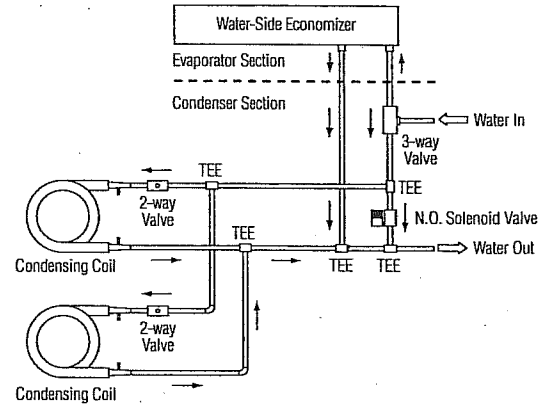 Water-Side Economizer
Evaporator Section
Condenser Section
Water In
3-way
Valve
TEE
TEE
2-way
Valve
N.O. Solenoid Valve
TEE
Water Out
Condensing Coil
TEE
TEE
2-way
Valve
Condensing Coil